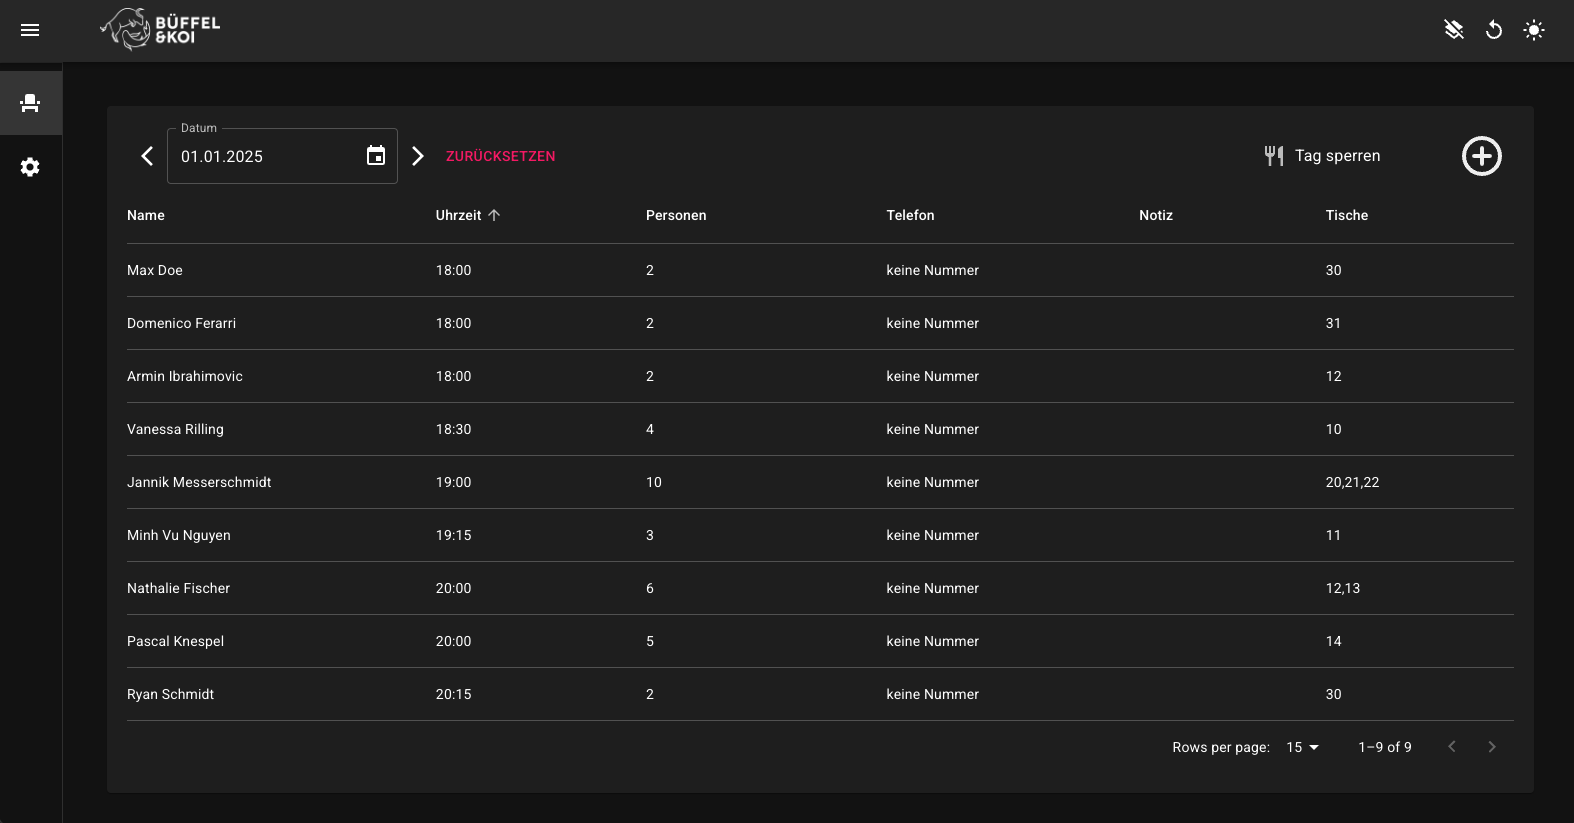 BÜFFEL
&KOI
Datum
01.01.2025
ZURÜCKSETZEN
Tag sperren
Name Uhrzeit Personen Telefon Notiz Tische
Max Doe 18:00 2 keine Nummer 30
Domenico Ferarri 18:00 2 keine Nummer 31
Armin Ibrahimovic 18:00 2 keine Nummer 12
Vanessa Rilling 18:30 4 keine Nummer 10
Jannik Messerschmidt 19:00 10 keine Nummer 20,21,22
Minh Vu Nguyen 19:15 3 keine Nummer 11
Nathalie Fischer 20:00 6 keine Nummer 12,13
Pascal Knespel 20:00 5 keine Nummer 14
Ryan Schmidt 20:15 2 keine Nummer 30
Rows per page: 15 1–9 of 9